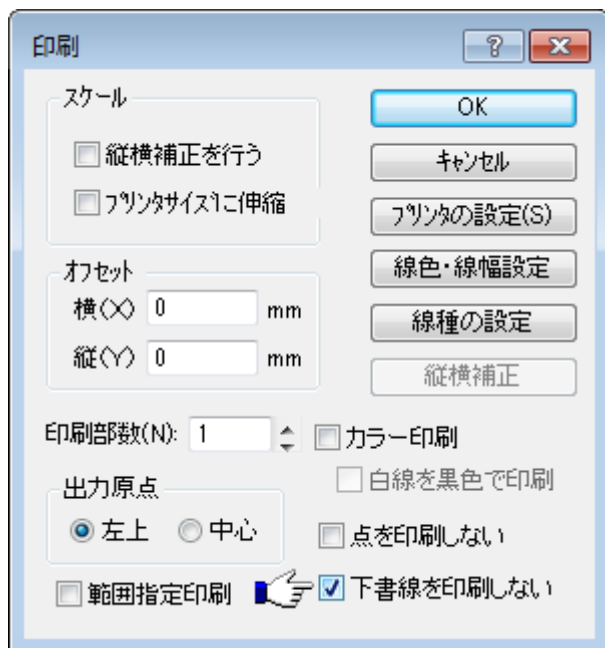 印刷
?
スケール
縦横補正を行う
プリンタサイズに伸縮
オフセット
横(X) 0 mm
縦(Y) 0 mm
OK
キャンセル
プリンタの設定(S)
線色・線幅設定
線種の設定
縦横補正
印刷部数(N): 1
カラー印刷
白線を黒色で印刷
出力原点
左上 中心
点を印刷しない
範囲指定印刷
下書線を印刷しない